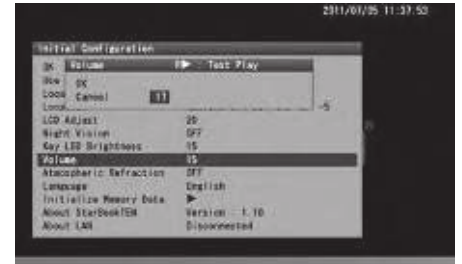 2011/07/05 11:37:53
Initial Configuration
Volume ▶ : Test Play
OK
Cancel 11
-5
LCD Adjust 20
Night Vision OFF
Key LED Brightness 15
Volume 15
Atmospheric Refraction OFF
Language English
Initialize Memory Data ▶
About StarBookTEN Version : 1.10
About LAN Disconnected